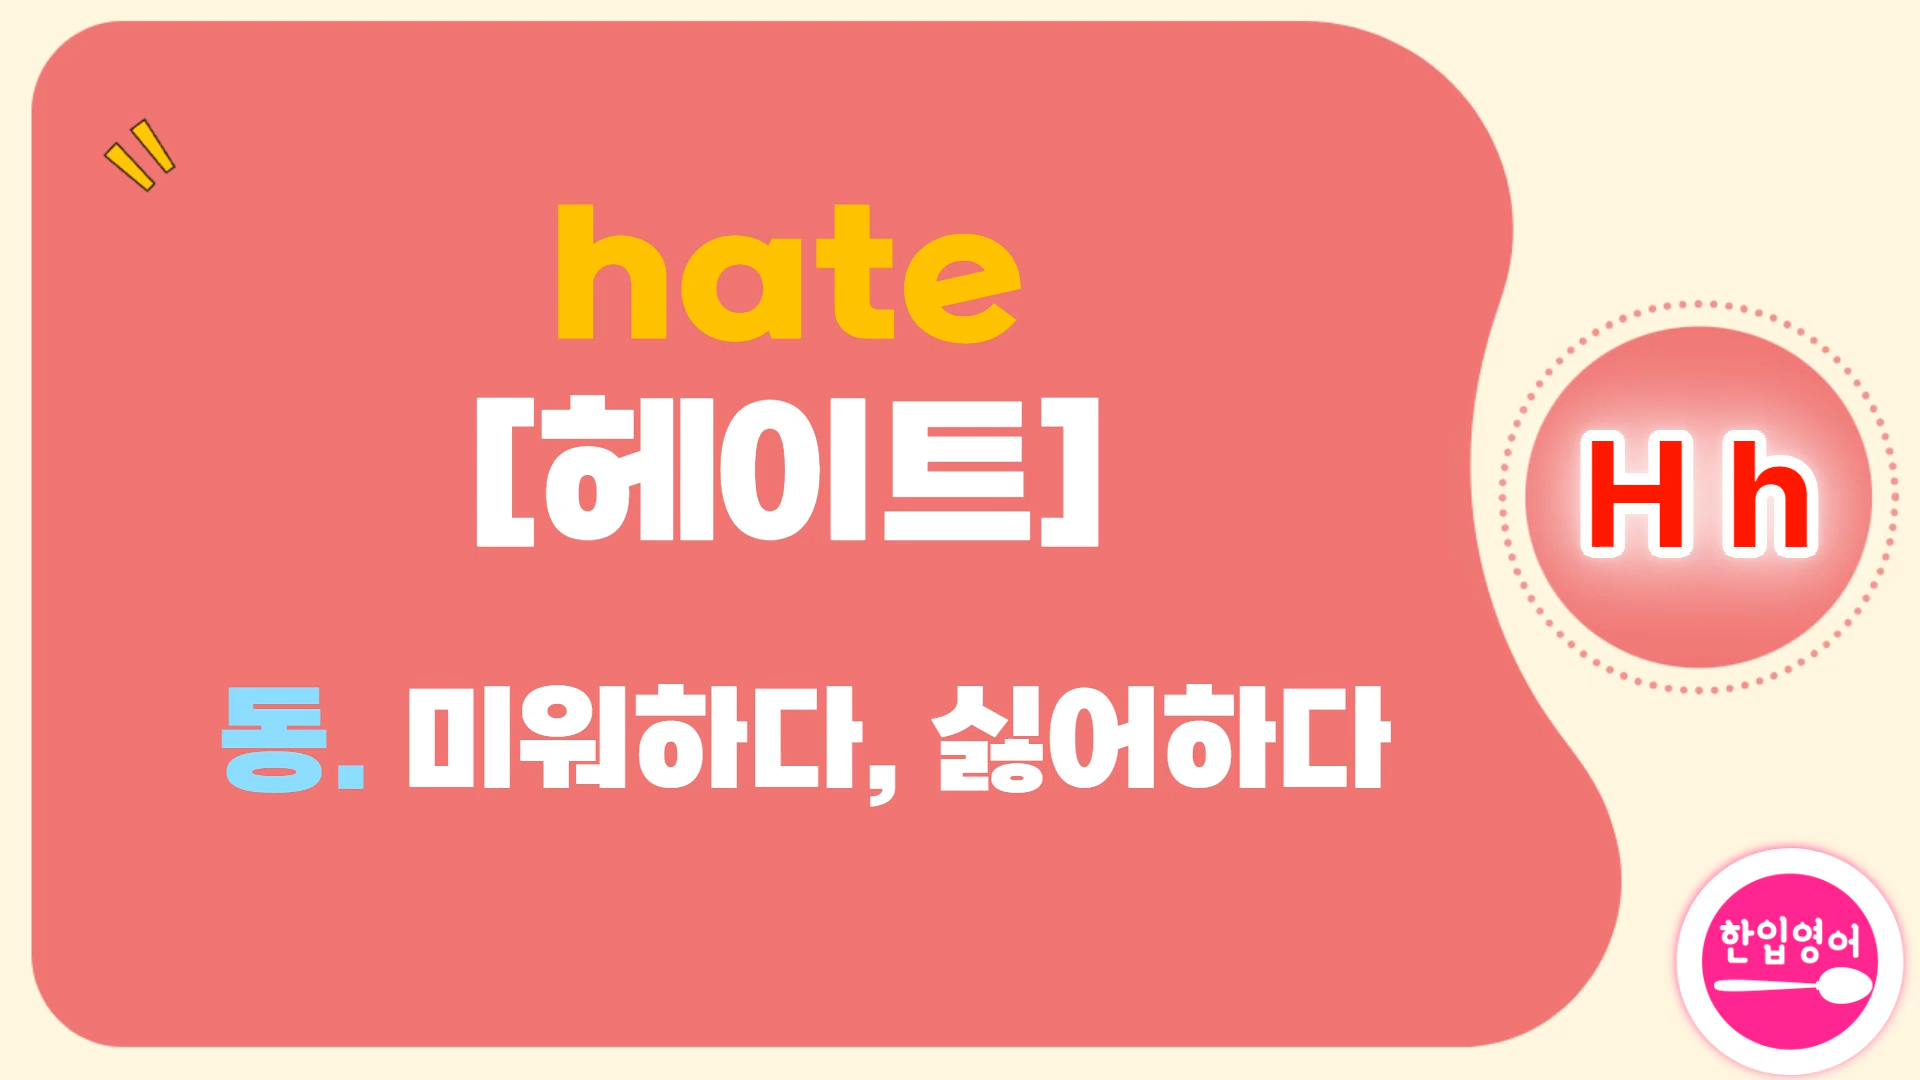 hate
[헤이트]
동. 미워하다, 싫어하다
H h
한입영어